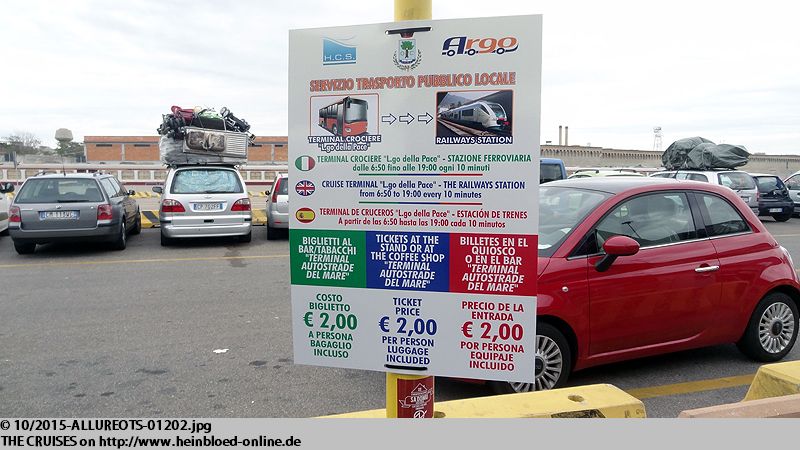 H.C.S.
Argo
SERVIZIO TRASPORTO PUBBLICO LOCALE
TERMINAL CROCIERE
"L.go della Pace"
RAILWAYS STATION
TERMINAL CROCIERE "L.go della Pace" - STAZIONE FERROVIARIA
dalle 6:50 alle 19:00 ogni 10 minuti
CRUISE TERMINAL "L.go della Pace" - THE RAILWAYS STATION
from 6:50 to 19:00 every 10 minutes
TERMINAL DE CRUCEROS "L.go della Pace" - ESTACIÓN DE TRENES
A partir de las 6:50 hasta las 19:00 cada 10 minutos
BIGLIETTI AL
BAR/TABACCHI
"TERMINAL
AUTOSTRADE
DEL MARE"
TICKETS AT THE
STAND OR AT
THE COFFEE SHOP
"TERMINAL
AUTOSTRADE
DEL MARE"
BILLETES EN EL
QUIOSCO
O EN EL BAR
"TERMINAL
AUTOSTRADE
DEL MARE"
COSTO
BIGLIETTO
€ 2,00
A PERSONA
BAGAGLIO
INCLUSO
TICKET
PRICE
€ 2,00
PER PERSON
LUGGAGE
INCLUDED
PRECIO DE LA
ENTRADA
€ 2,00
POR PERSONA
EQUIPAJE
INCLUIDO
© 10/2015-ALLUREOTS-01202.jpg
THE CRUISES on http://www.heinbloed-online.de